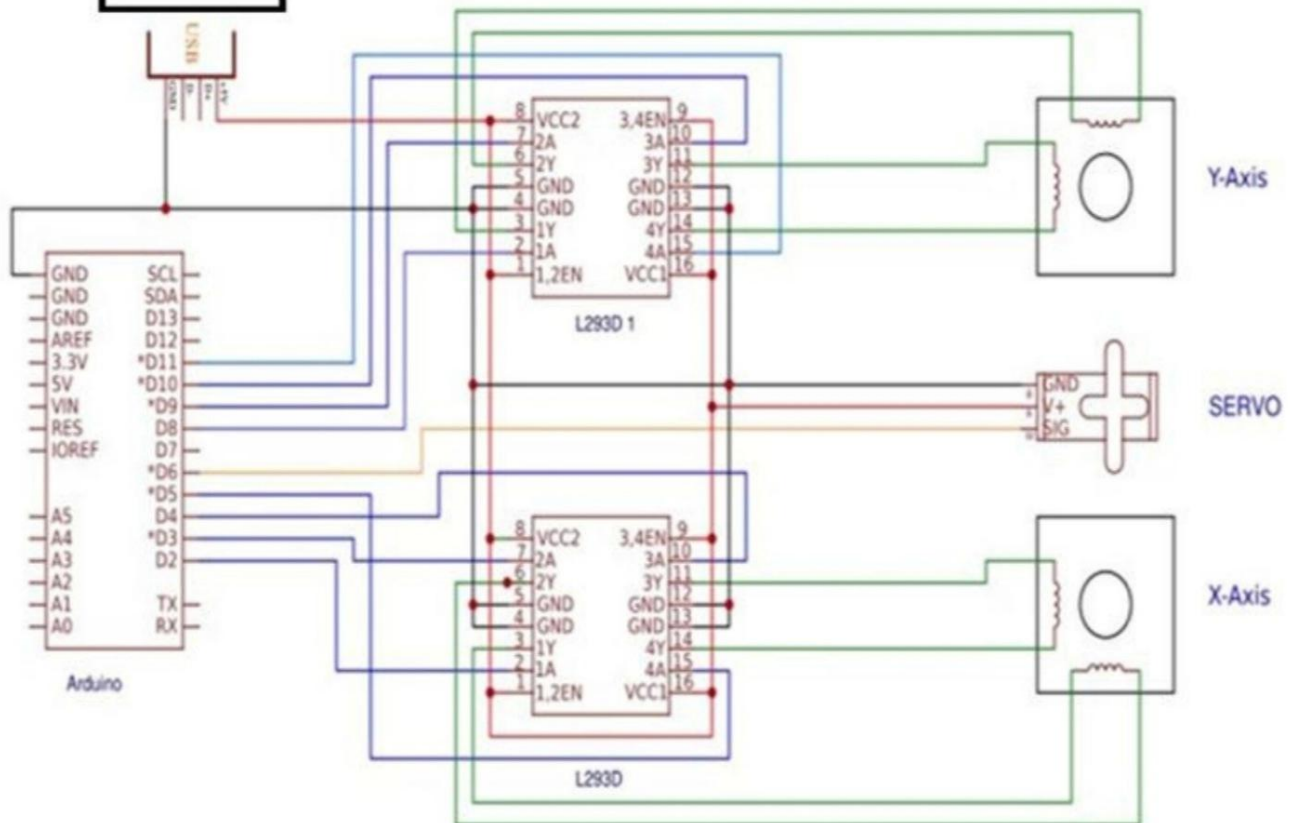 USB
GND
D-
D+
+5V
8 VCC2 3,4EN 9
7 2A 3A 10
6 2Y 3Y 11
5 GND GND 12
4 GND GND 13
3 1Y 4Y 14
2 1A 4A 15
1 1,2EN VCC1 16
L293D 1
Y-Axis
GND SCL
GND SDA
GND D13
AREF D12
3.3V *D11
5V *D10
VIN *D9
RES D8
IOREF D7
*D6
*D5
A5 D4
A4 *D3
A3 D2
A2
A1 TX
A0 RX
Arduino
GND
V+
SIG
SERVO
8 VCC2 3,4EN 9
7 2A 3A 10
6 2Y 3Y 11
5 GND GND 12
4 GND GND 13
3 1Y 4Y 14
2 1A 4A 15
1 1,2EN VCC1 16
L293D
X-Axis